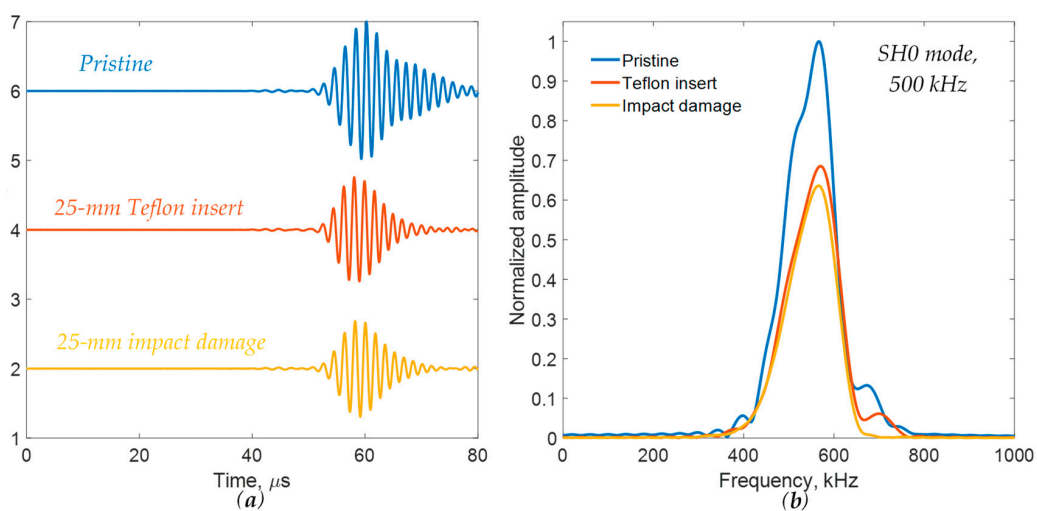 7
6
5
4
3
2
1
Pristine
25-mm Teflon insert
25-mm impact damage
0
20
40
60
80
Time, μs
(a)
1
0.9
0.8
0.7
0.6
0.5
0.4
0.3
0.2
0.1
0
Normalized amplitude
Pristine
Teflon insert
Impact damage
SH0 mode,
500 kHz
0
200
400
600
800
1000
Frequency, kHz
(b)